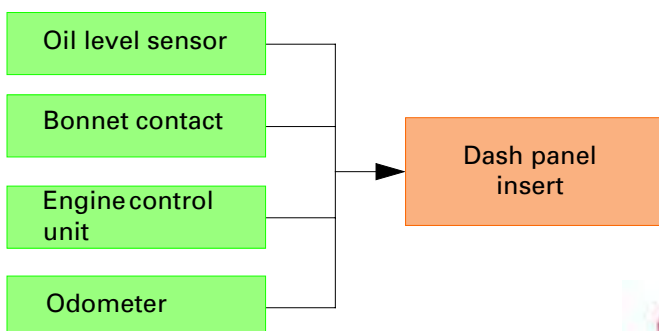 Oil level sensor
Bonnet contact
Engine control
unit
Odometer
Dash panel
insert